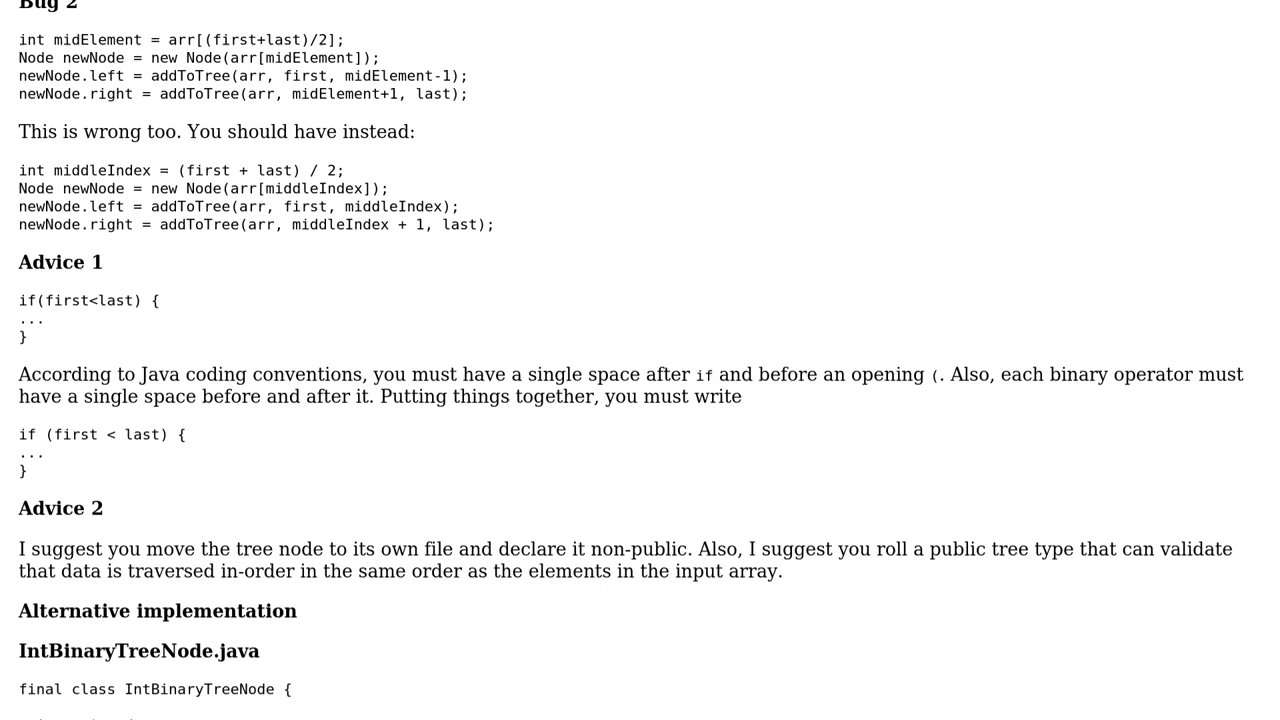 Bug 2
int midElement = arr[(first+last)/2];
Node newNode = new Node(arr[midElement]);
newNode.left = addToTree(arr, first, midElement-1);
newNode.right = addToTree(arr, midElement+1, last);
This is wrong too. You should have instead:
int middleIndex = (first + last) / 2;
Node newNode = new Node(arr[middleIndex]);
newNode.left = addToTree(arr, first, middleIndex);
newNode.right = addToTree(arr, middleIndex + 1, last);
Advice 1
if(first<last) {
...
}
According to Java coding conventions, you must have a single space after if and before an opening (. Also, each binary operator must
have a single space before and after it. Putting things together, you must write
if (first < last) {
...
}
Advice 2
I suggest you move the tree node to its own file and declare it non-public. Also, I suggest you roll a public tree type that can validate
that data is traversed in-order in the same order as the elements in the input array.
Alternative implementation
IntBinaryTreeNode.java
final class IntBinaryTreeNode {